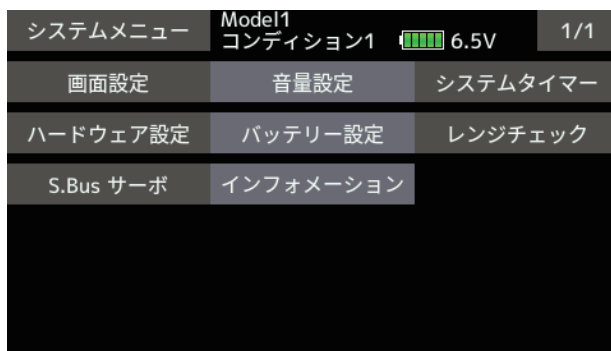 システムメニュー
Model1
コンディション1 6.5V
1/1
画面設定 音量設定 システムタイマー
ハードウェア設定 バッテリー設定 レンジチェック
S.Bus サーボ インフォメーション